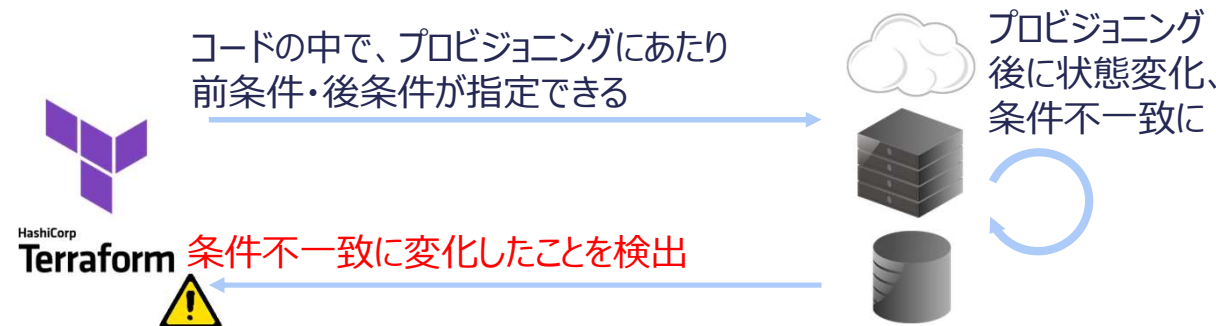 コードの中で、プロビジョニングにあたり
前条件・後条件が指定できる
プロビジョニング
後に状態変化、
条件不一致に
HashiCorp
Terraform
条件不一致に変化したことを検出